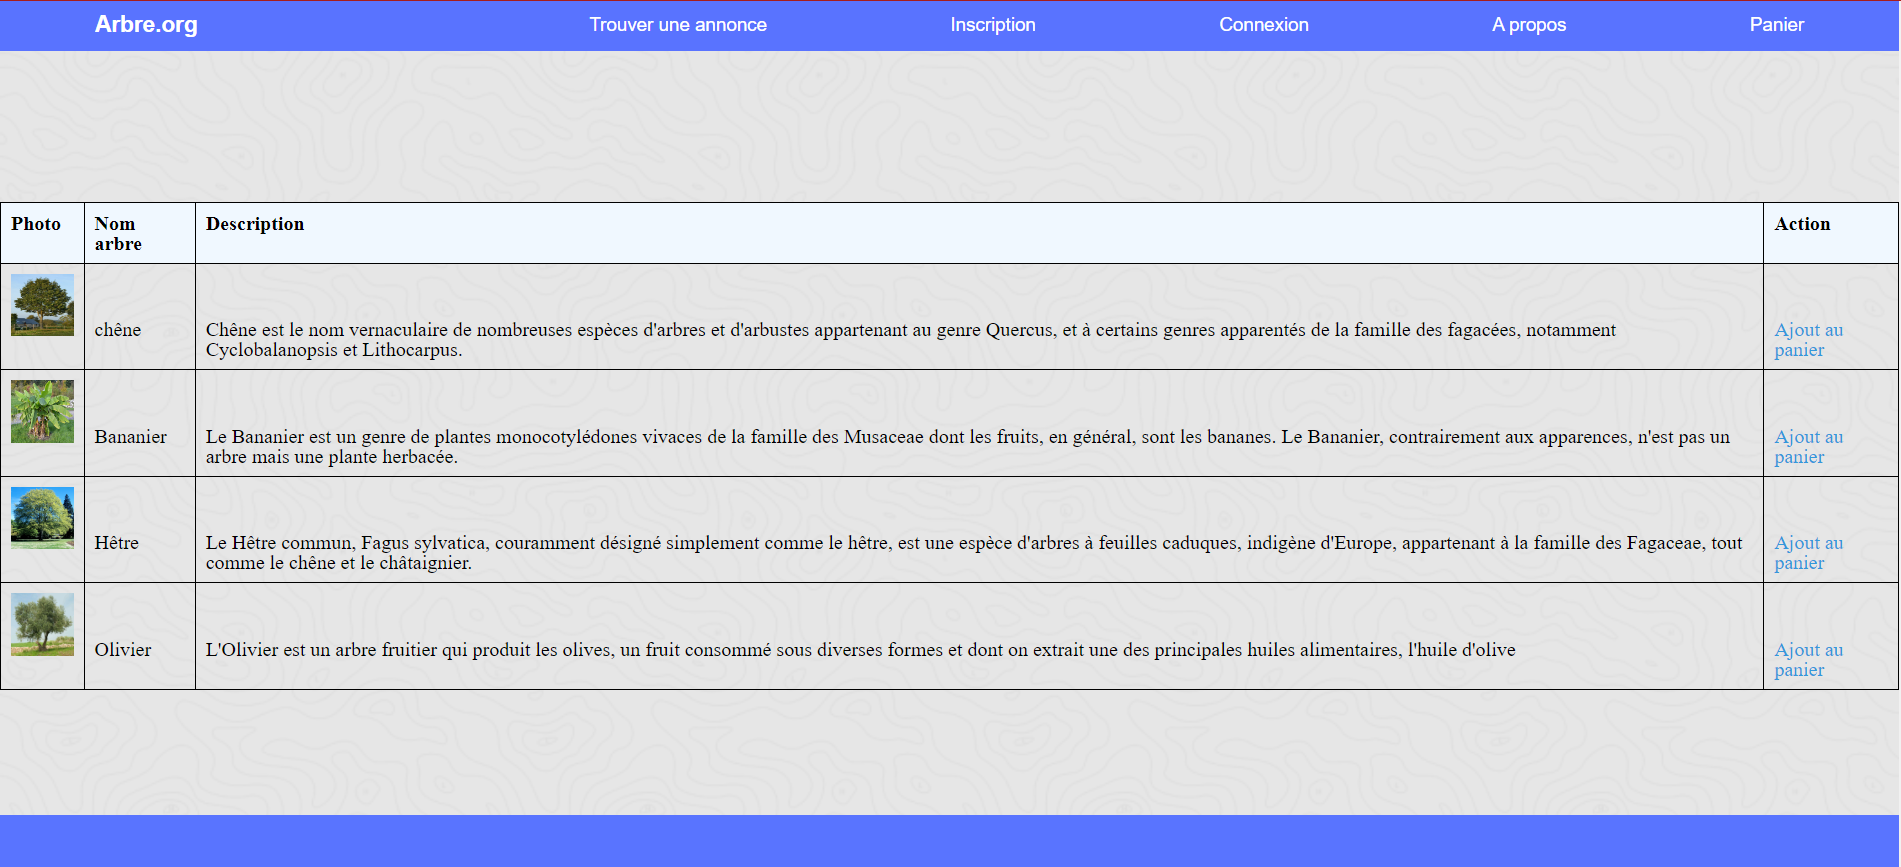 Arbre.org Trouver une annonce Inscription Connexion A propos Panier
Photo Nom arbre Description Action
chêne
Chêne est le nom vernaculaire de nombreuses espèces d'arbres et d'arbustes appartenant au genre Quercus, et à certains genres apparentés de la famille des fagacées, notamment
Cyclobalanopsis et Lithocarpus.
Ajout au
panier
Bananier
Le Bananier est un genre de plantes monocotylédones vivaces de la famille des Musaceae dont les fruits, en général, sont les bananes. Le Bananier, contrairement aux apparences, n'est pas un
arbre mais une plante herbacée.
Ajout au
panier
Hêtre
Le Hêtre commun, Fagus sylvatica, couramment désigné simplement comme le hêtre, est une espèce d'arbres à feuilles caduques, indigène d'Europe, appartenant à la famille des Fagaceae, tout
comme le chêne et le châtaignier.
Ajout au
panier
Olivier
L'Olivier est un arbre fruitier qui produit les olives, un fruit consommé sous diverses formes et dont on extrait une des principales huiles alimentaires, l'huile d'olive
Ajout au
panier